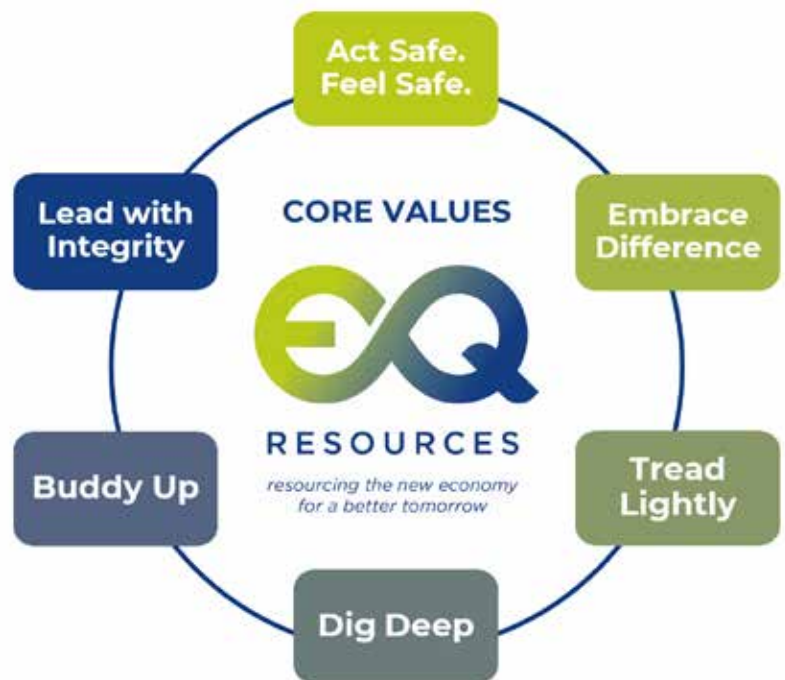 Act Safe.
Feel Safe.
Lead with
Integrity
CORE VALUES
Embrace
Difference
EQ
RESOURCES
resourcing the new economy
for a better tomorrow
Buddy Up
Tread
Lightly
Dig Deep